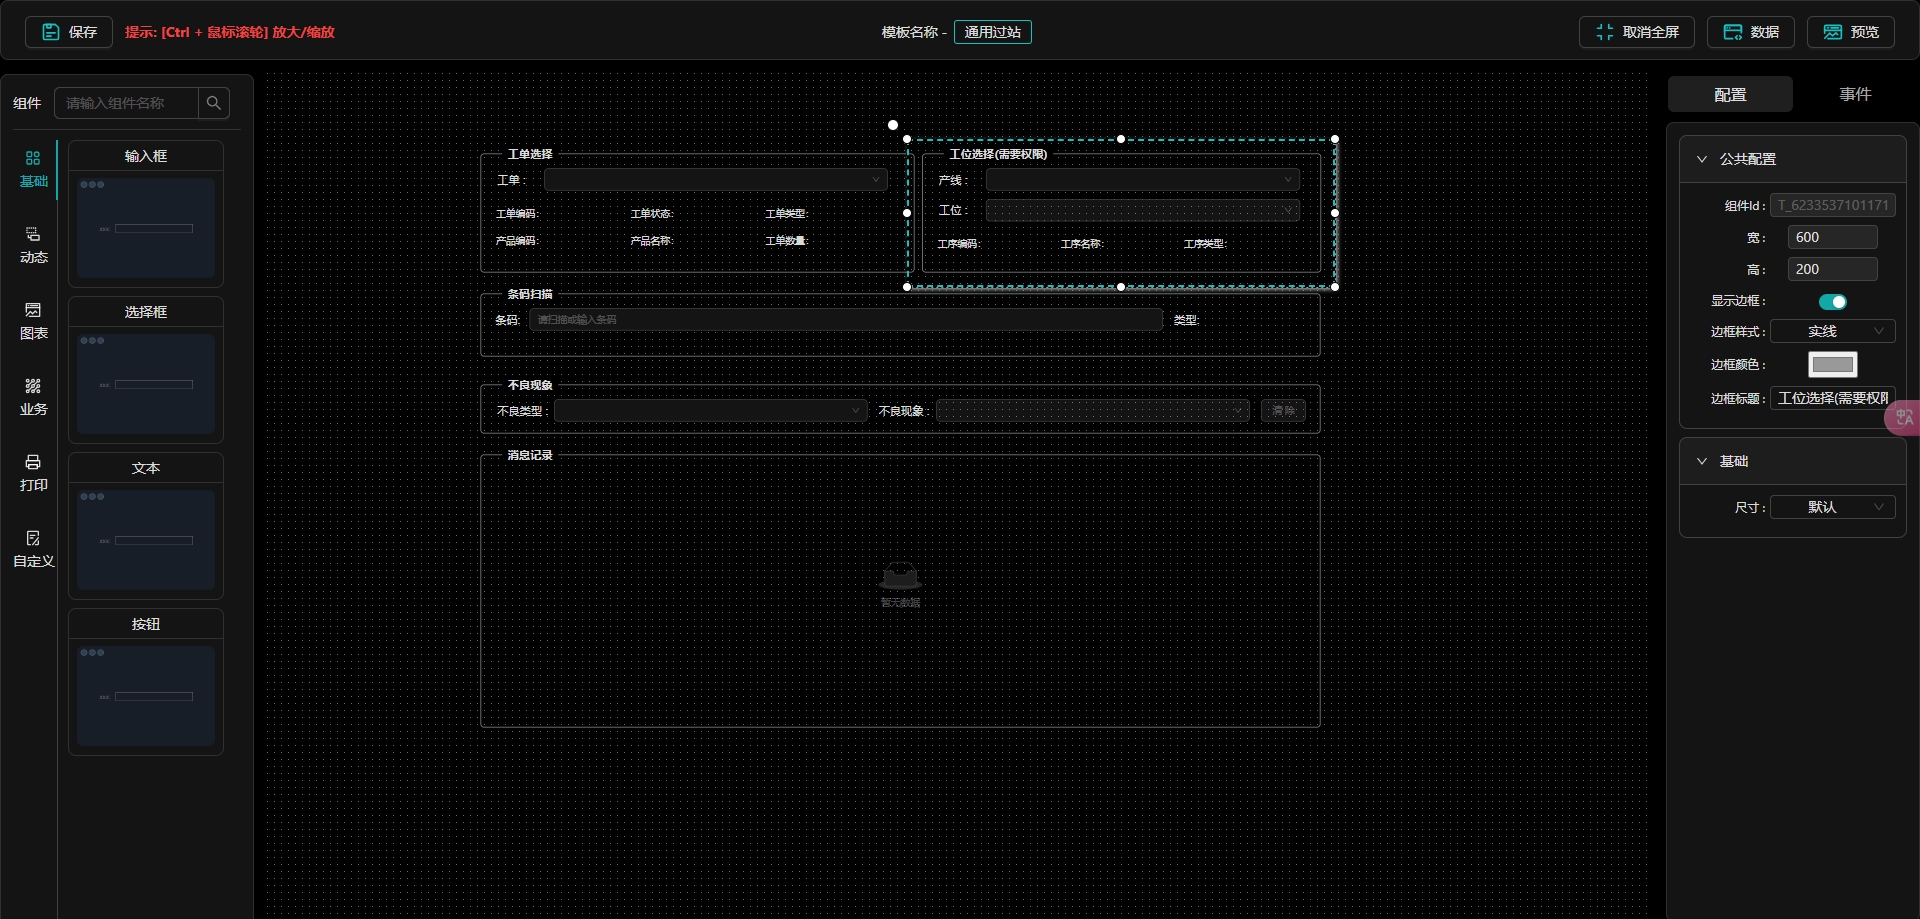 保存
提示: [Ctrl + 鼠标滚轮] 放大/缩放
模板名称 - 通用过站
取消全屏
数据
预览
组件
请输入组件名称
基础
动态
图表
业务
打印
自定义
输入框
选择框
文本
按钮
工单选择
工单 :
工单编码:
工单状态:
工单类型:
产品编码:
产品名称:
工单数量:
工位选择(需要权限)
产线 :
工位 :
工序编码:
工序名称:
工序类型:
条码扫描
条码:
请扫描或输入条码
类型:
不良现象
不良类型 :
不良现象 :
清 除
消息记录
暂无数据
配置
事件
公共配置
组件Id :
T_6233537101171
宽 :
600
高 :
200
显示边框 :
边框样式 :
实线
边框颜色 :
边框标题 :
工位选择(需要权限
基础
尺寸 :
默认